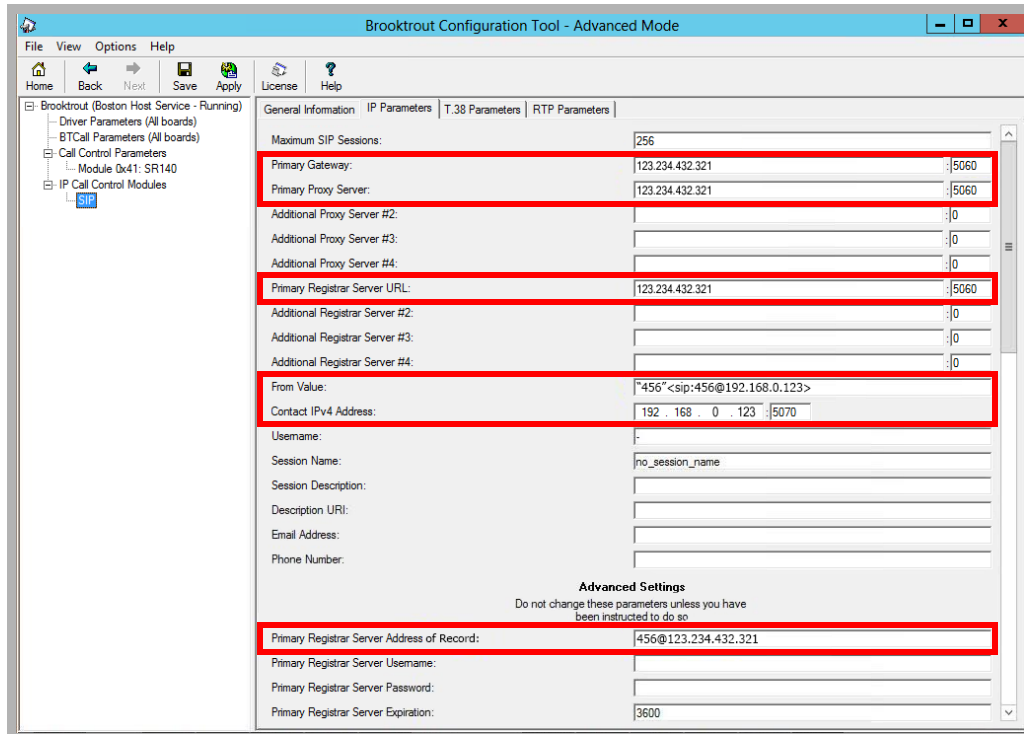 Brooktrout Configuration Tool - Advanced Mode
File View Options Help
Home Back Next Save Apply License Help
Brooktrout (Boston Host Service - Running)
Driver Parameters (All boards)
BTCall Parameters (All boards)
Call Control Parameters
Module 0x41: SR140
IP Call Control Modules
SIP
General Information IP Parameters T.38 Parameters RTP Parameters
Maximum SIP Sessions: 256
Primary Gateway: 123.234.432.321 : 5060
Primary Proxy Server: 123.234.432.321 : 5060
Additional Proxy Server #2: : 0
Additional Proxy Server #3: : 0
Additional Proxy Server #4: : 0
Primary Registrar Server URL: 123.234.432.321 : 5060
Additional Registrar Server #2: : 0
Additional Registrar Server #3: : 0
Additional Registrar Server #4: : 0
From Value: “456”<sip:456@192.168.0.123>
Contact IPv4 Address: 192 . 168 . 0 . 123 : 5070
Username: -
Session Name: no_session_name
Session Description:
Description URI:
Email Address:
Phone Number:
Advanced Settings
Do not change these parameters unless you have
been instructed to do so
Primary Registrar Server Address of Record: 456@123.234.432.321
Primary Registrar Server Username:
Primary Registrar Server Password:
Primary Registrar Server Expiration: 3600